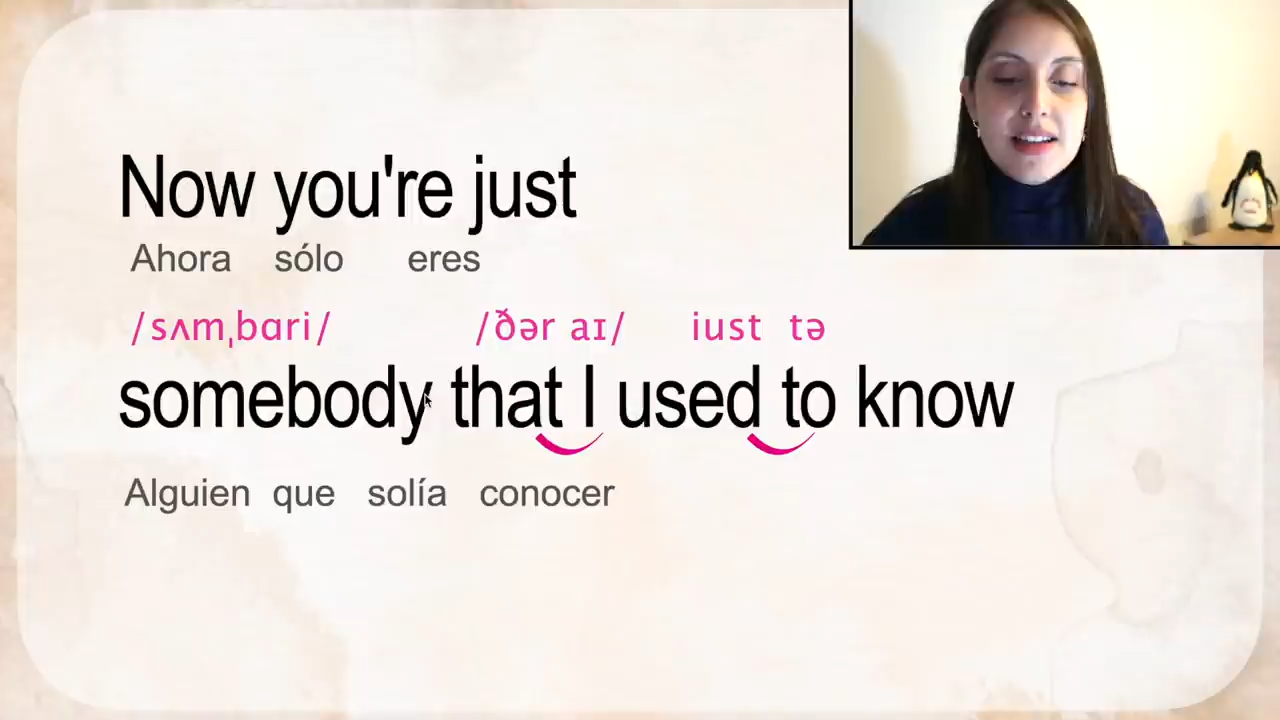 Now you're just
Ahora sólo eres
/sʌmˌbɑri/ /ðər aɪ/ iust tə
somebody that I used to know
Alguien que solía conocer